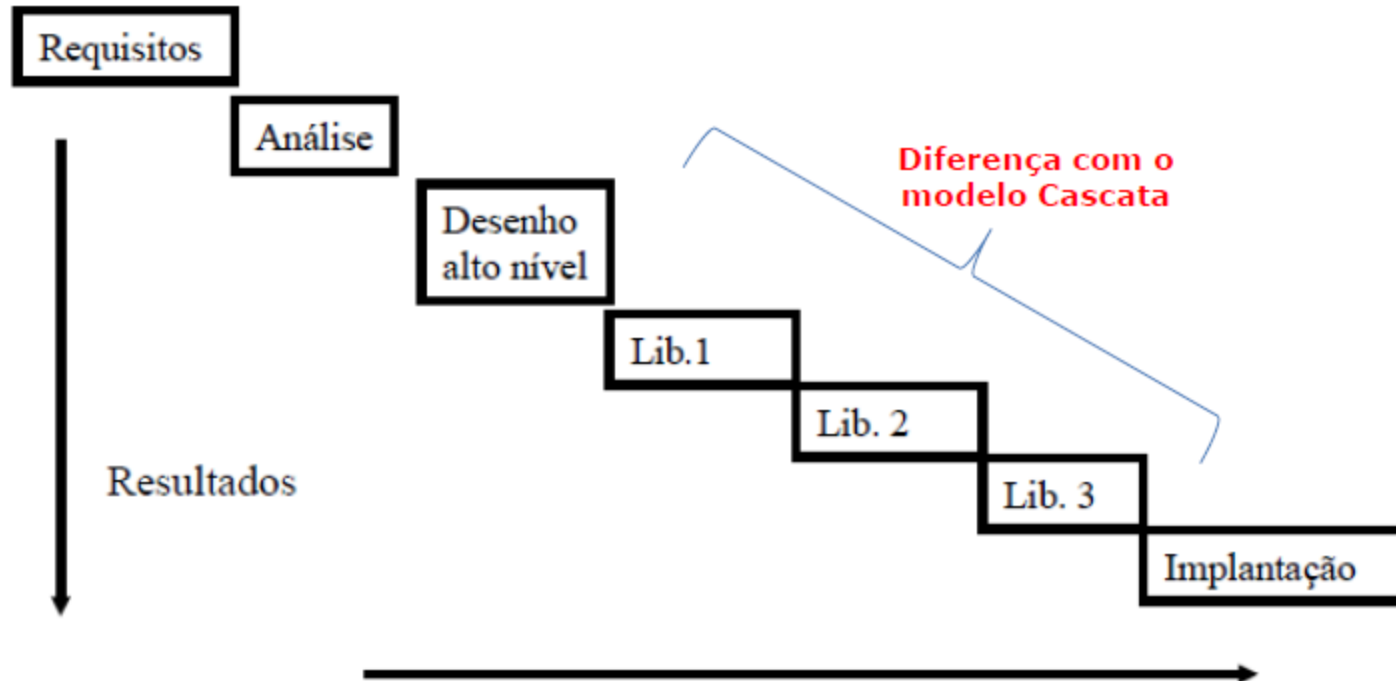 Requisitos
Análise
Diferença com o
modelo Cascata
Desenho
alto nível
Lib.1
Lib. 2
Resultados
Lib. 3
Implantação